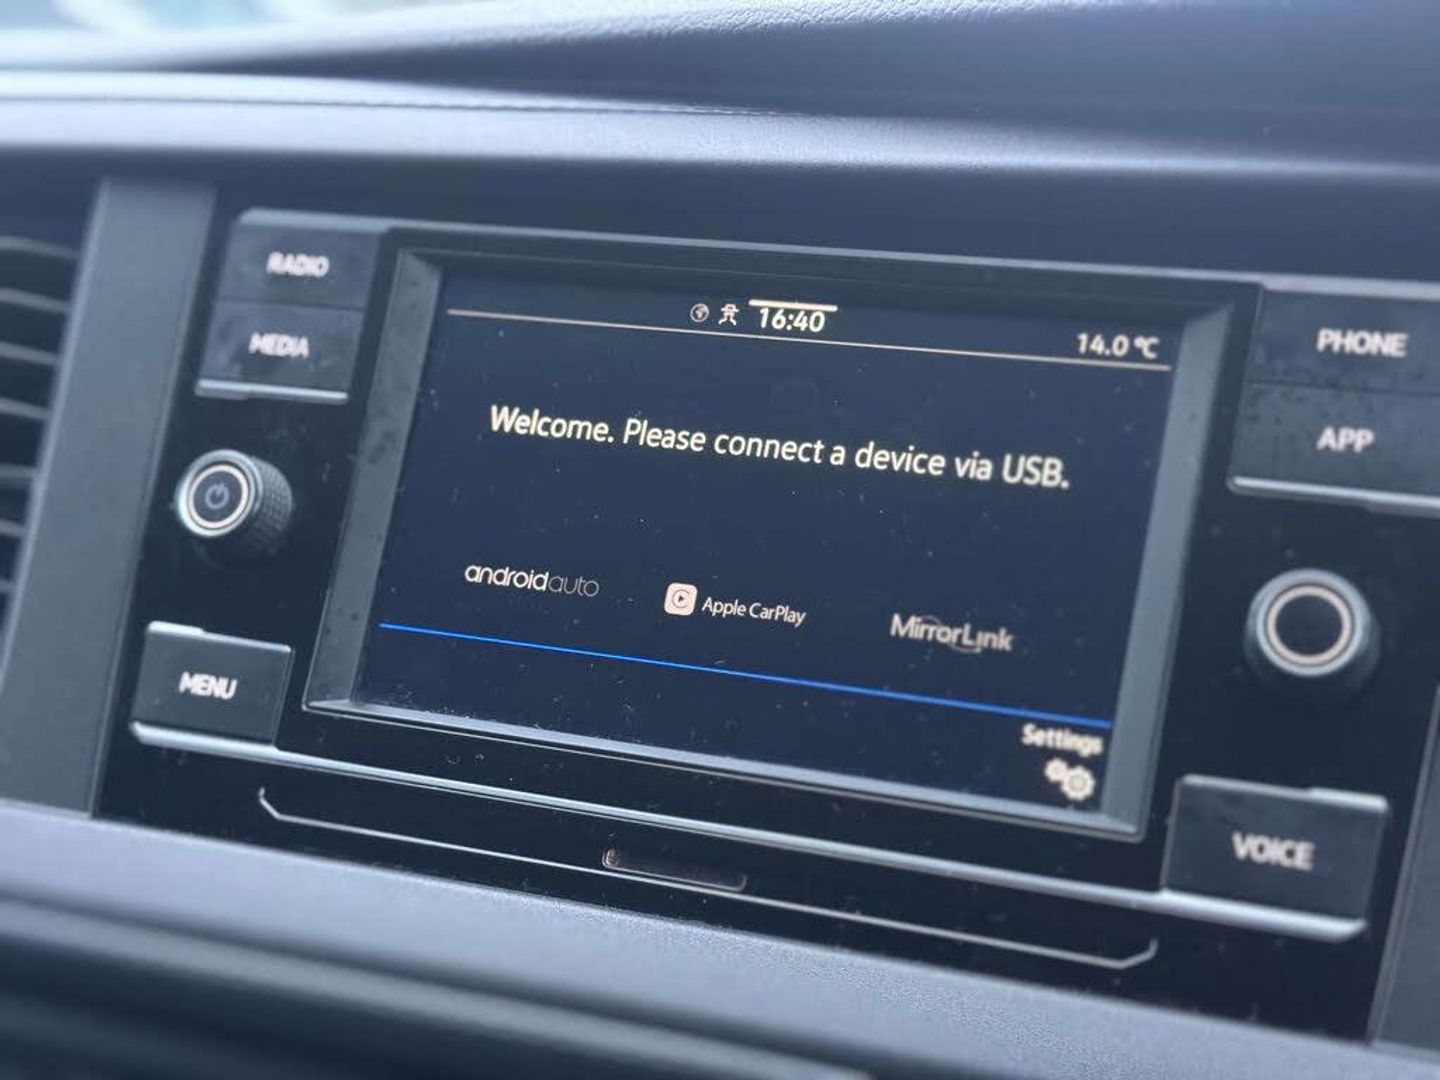 RADIO
MEDIA
MENU
16:40
14.0 °C
Welcome. Please connect a device via USB.
androidauto
Apple CarPlay
MirrorLink
Settings
PHONE
APP
VOICE